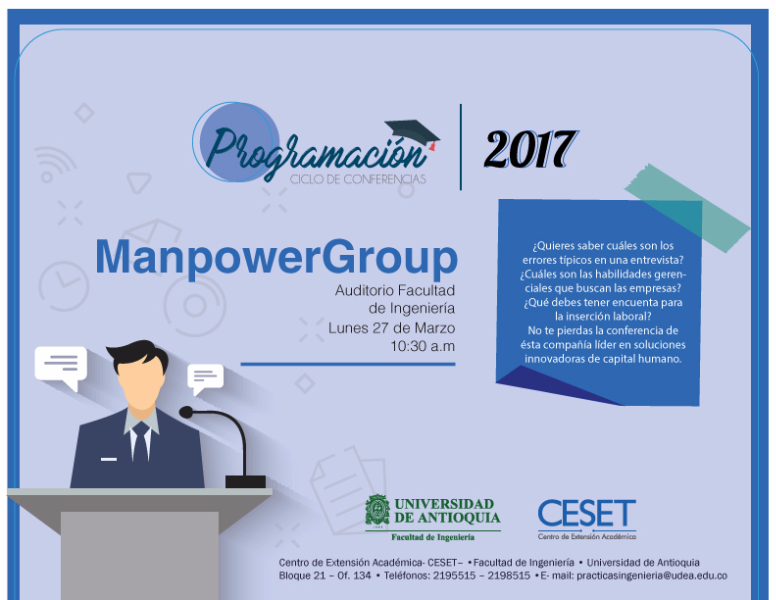 Programación
CICLO DE CONFERENCIAS
2017
ManpowerGroup
Auditorio Facultad
de Ingeniería
Lunes 27 de Marzo
10:30 a.m
¿Quieres saber cuáles son los
errores típicos en una entrevista?
¿Cuáles son las habilidades geren-
ciales que buscan las empresas?
¿Qué debes tener encuenta para
la inserción laboral?
No te pierdas la conferencia de
ésta compañía líder en soluciones
innovadoras de capital humano.
UNIVERSIDAD
DE ANTIOQUIA
Facultad de Ingeniería
CESET
Centro de Extensión Académica
Centro de Extensión Académica- CESET– •Facultad de Ingeniería • Universidad de Antioquia
Bloque 21 – Of. 134 • Teléfonos: 2195515 – 2198515 •E- mail: practicasingenieria@udea.edu.co